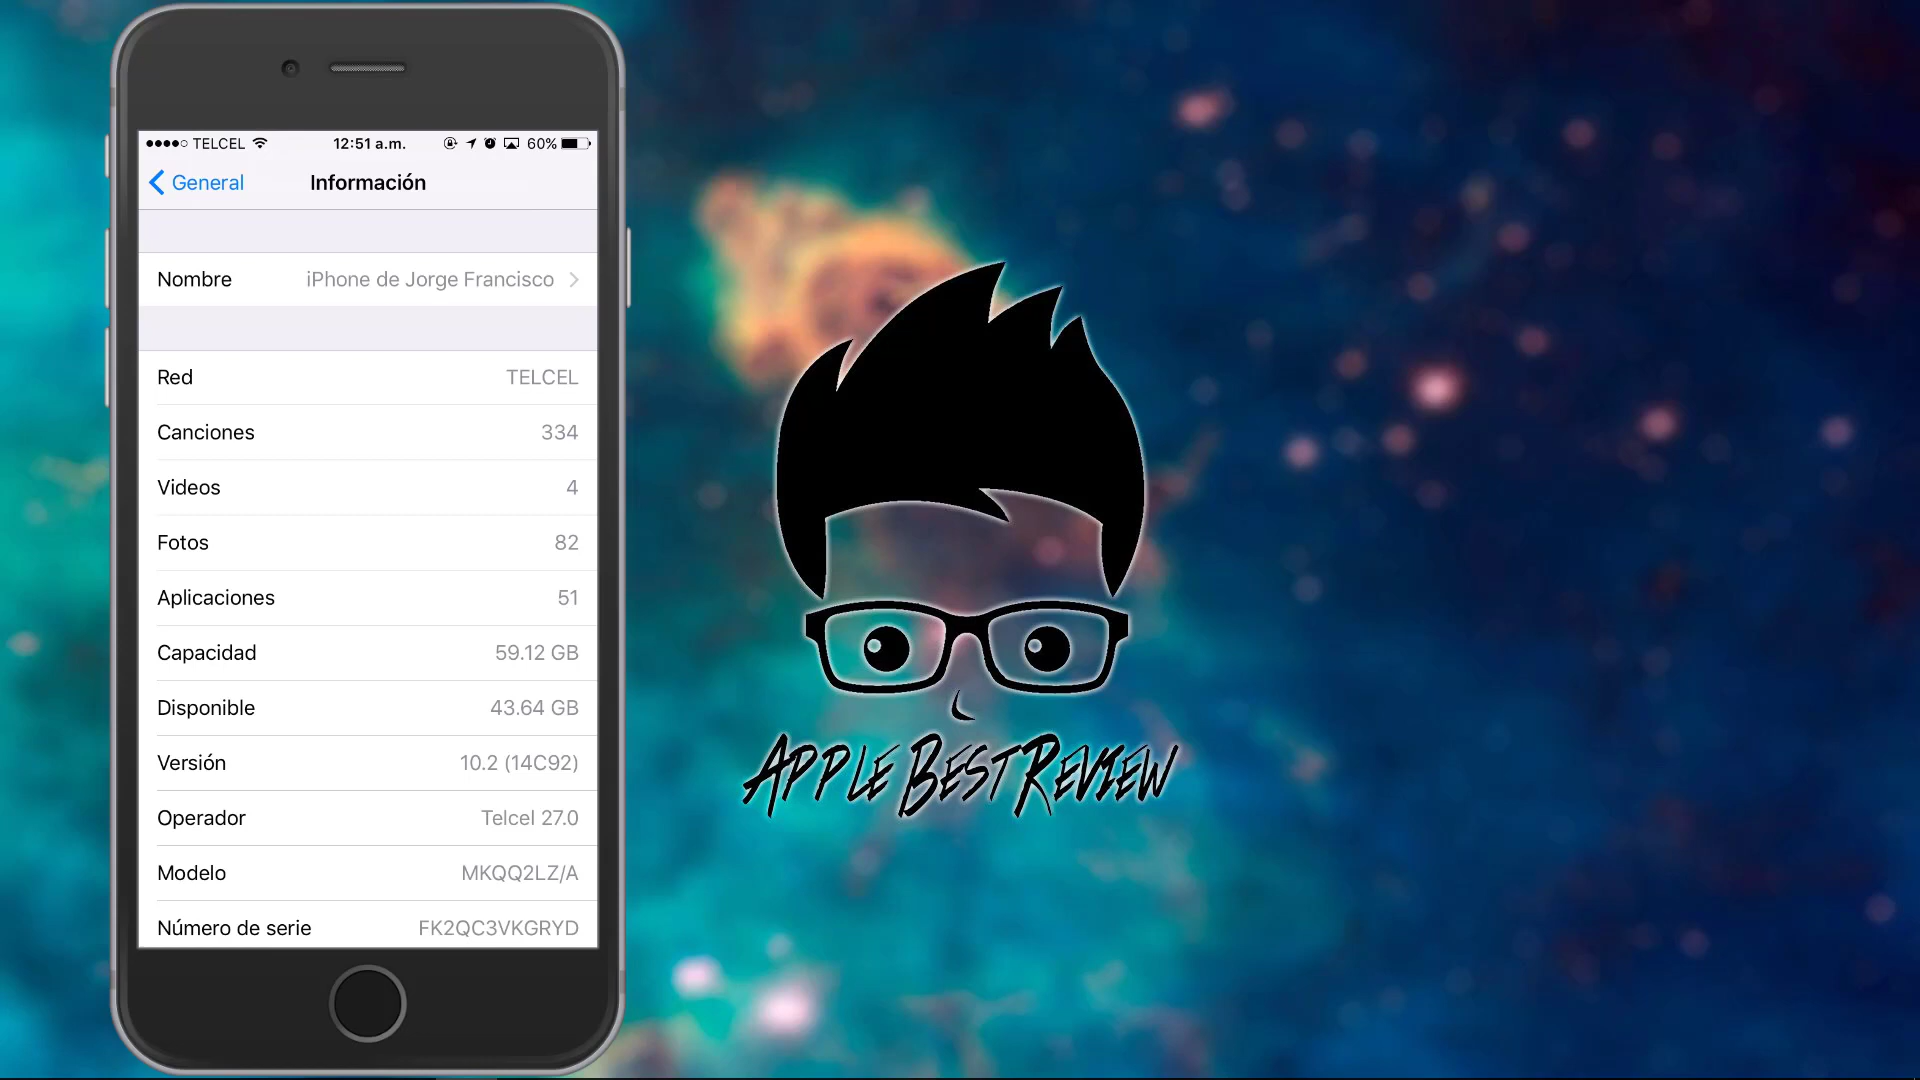 TELCEL 12:51 a.m. 60%
General Información
Nombre iPhone de Jorge Francisco
Red TELCEL
Canciones 334
Videos 4
Fotos 82
Aplicaciones 51
Capacidad 59.12 GB
Disponible 43.64 GB
Versión 10.2 (14C92)
Operador Telcel 27.0
Modelo MKQQ2LZ/A
Número de serie FK2QC3VKGRYD
APPLE BEST REVIEW